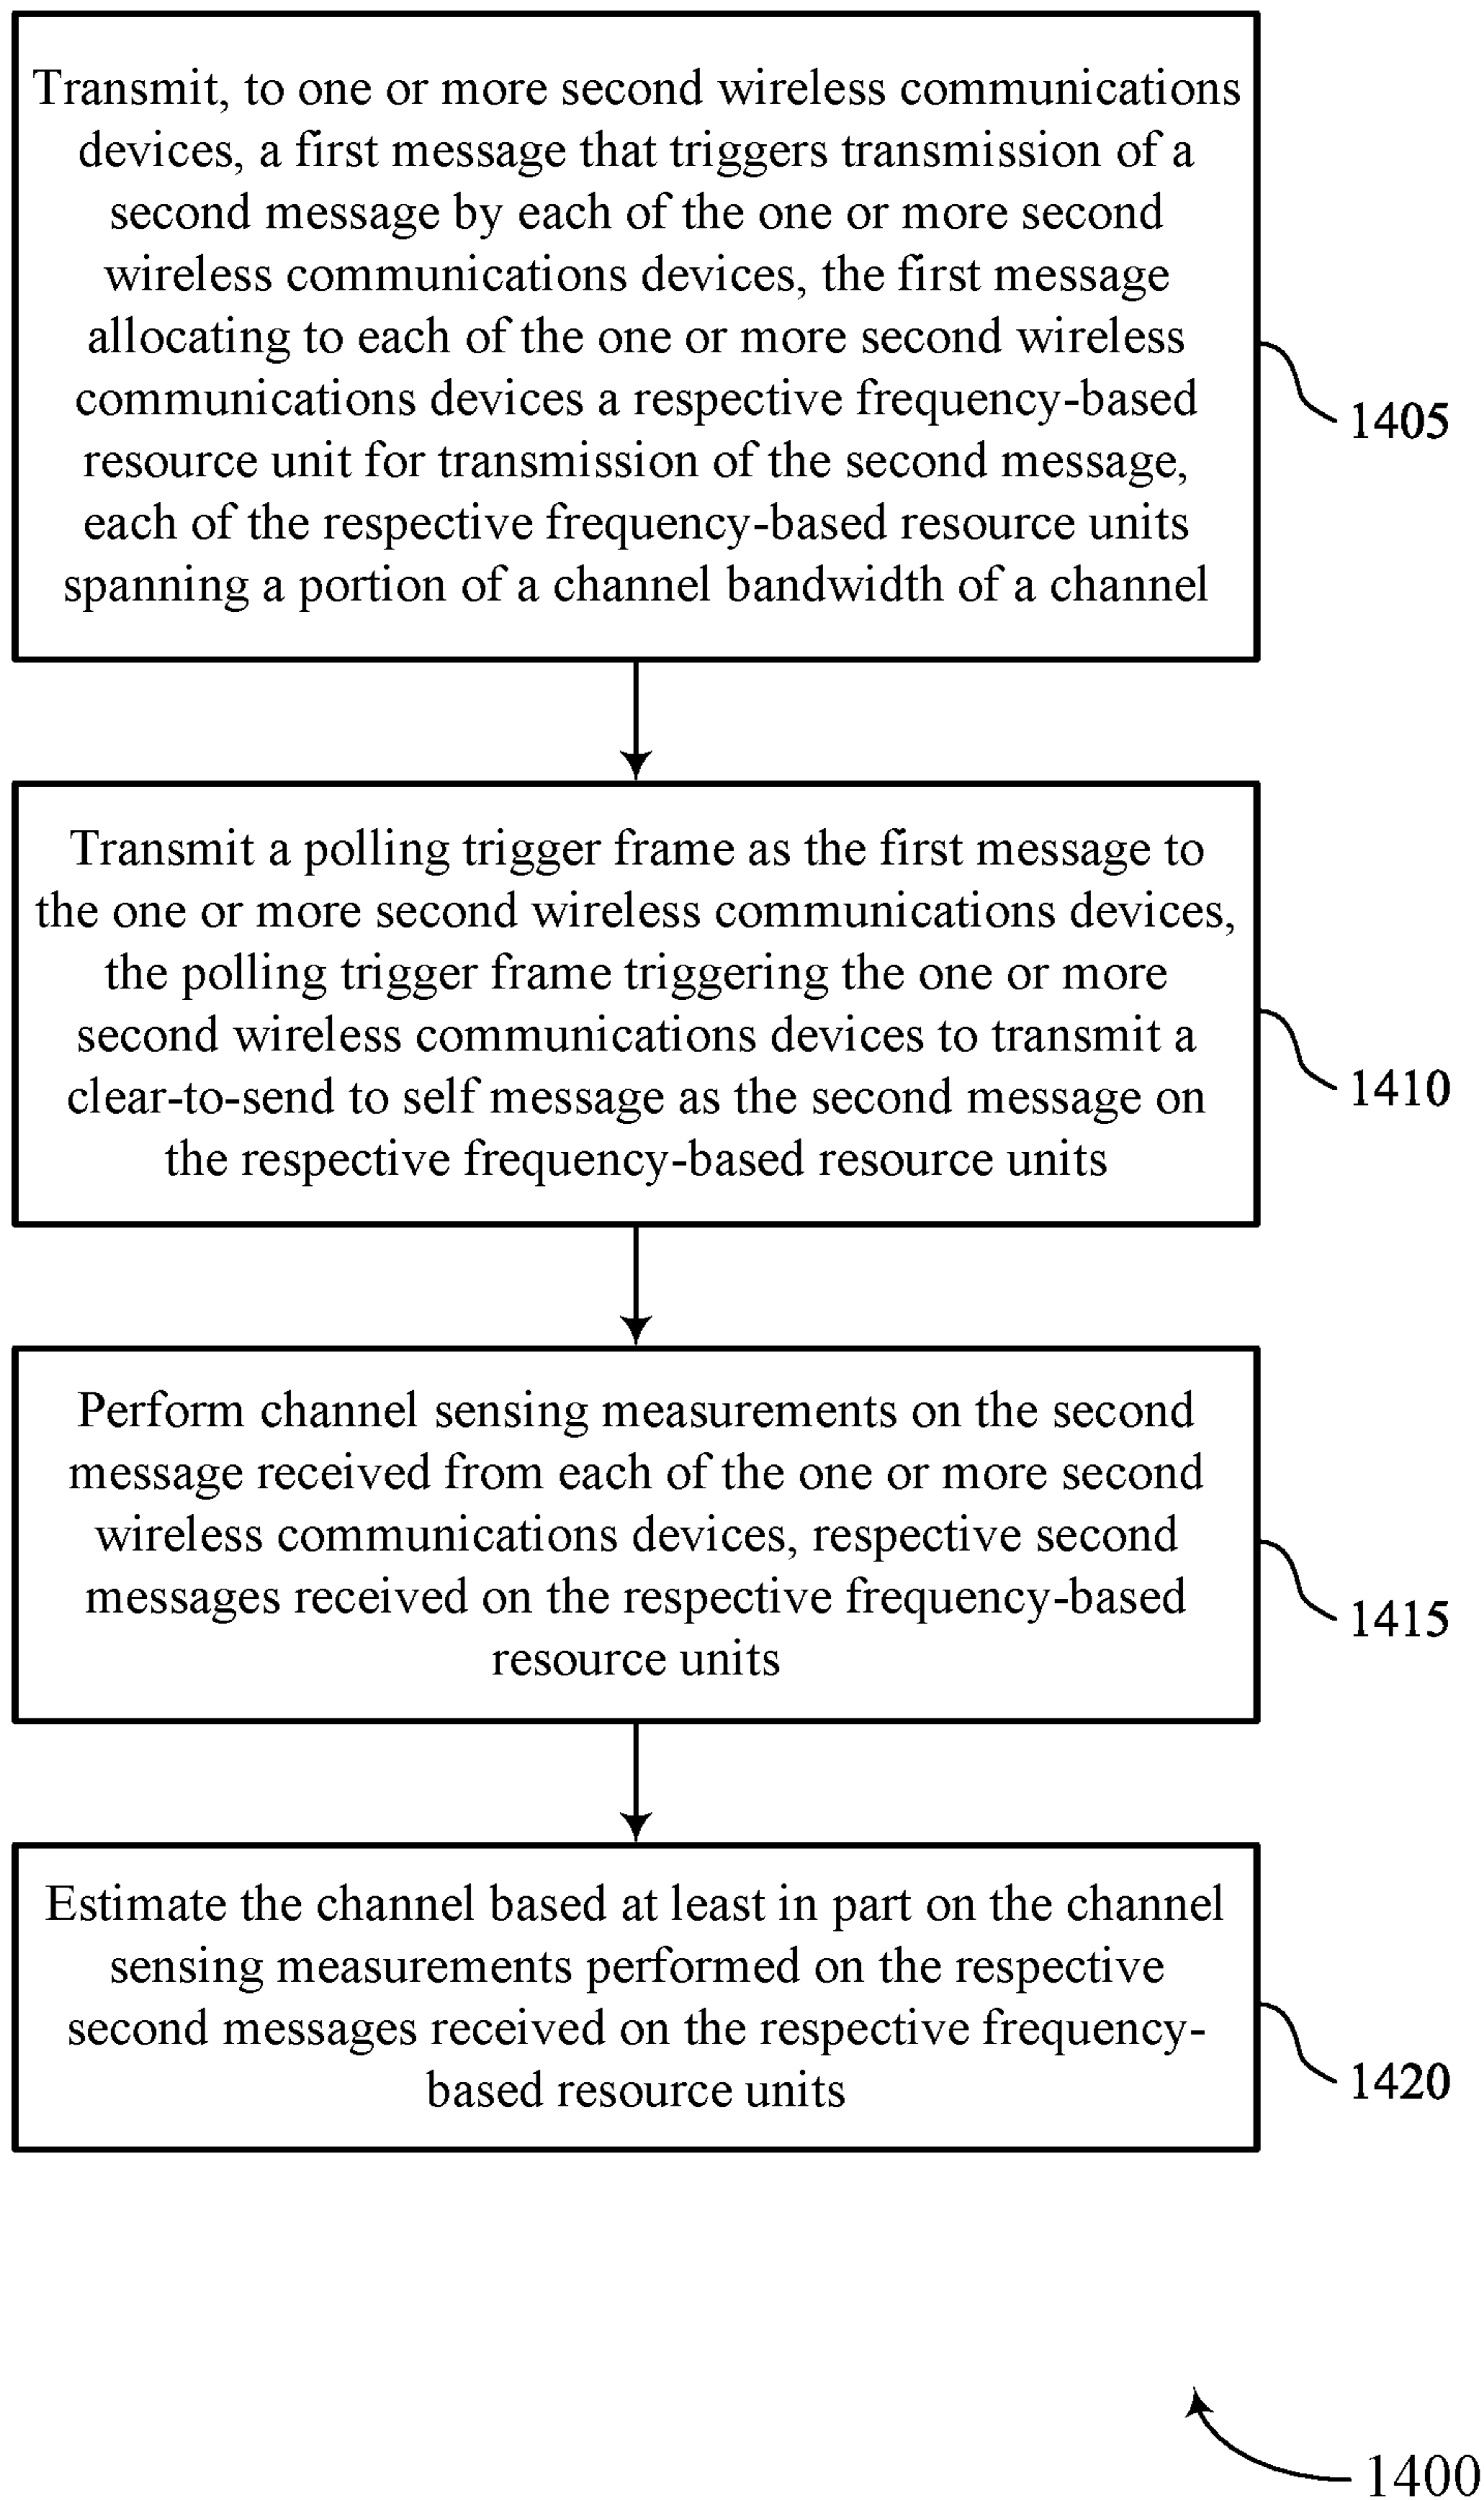 Transmit, to one or more second wireless communications
devices, a first message that triggers transmission of a
second message by each of the one or more second
wireless communications devices, the first message
allocating to each of the one or more second wireless
communications devices a respective frequency-based
resource unit for transmission of the second message,
each of the respective frequency-based resource units
spanning a portion of a channel bandwidth of a channel
1405
Transmit a polling trigger frame as the first message to
the one or more second wireless communications devices,
the polling trigger frame triggering the one or more
second wireless communications devices to transmit a
clear-to-send to self message as the second message on
the respective frequency-based resource units
1410
Perform channel sensing measurements on the second
message received from each of the one or more second
wireless communications devices, respective second
messages received on the respective frequency-based
resource units
1415
Estimate the channel based at least in part on the channel
sensing measurements performed on the respective
second messages received on the respective frequency-
based resource units
1420
1400